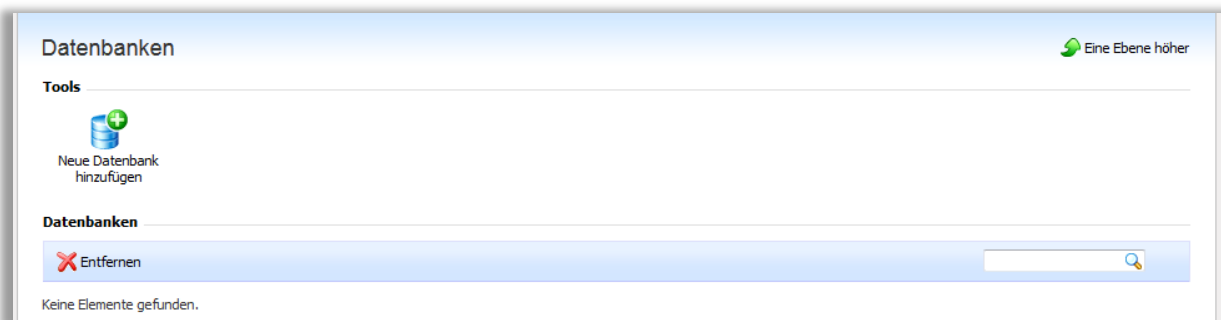 Datenbanken
Eine Ebene höher
Tools
Neue Datenbank
hinzufügen
Datenbanken
Entfernen
Keine Elemente gefunden.